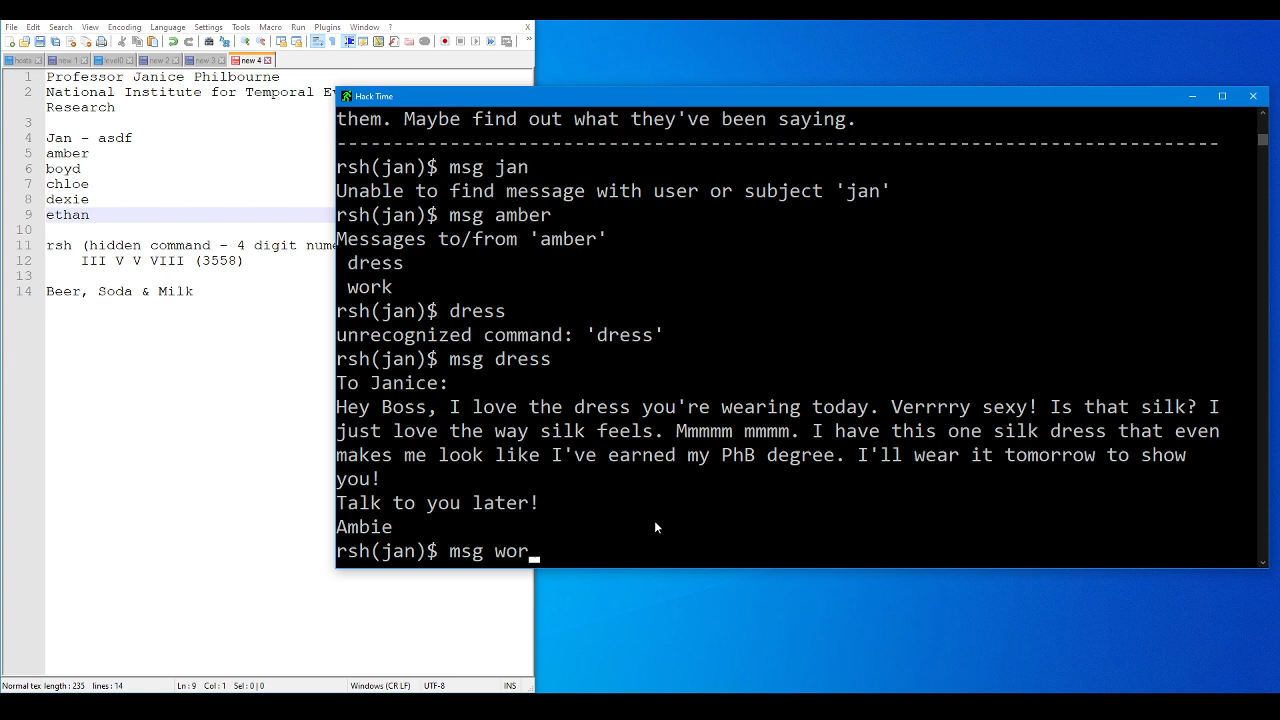 File Edit Search View Encoding Language Settings Tools Macro Run Plugins Window ? X
hosts new 1 level0 new 2 new 3 new 4
1 Professor Janice Philbourne
2 National Institute for Temporal
Research
3
4 Jan - asdf
5 amber
6 boyd
7 chloe
8 dexie
9 ethan
10
11 rsh (hidden command - 4 digit
12 III V V VIII (3558)
13
14 Beer, Soda & Milk
Normal tex length : 235 lines : 14 Ln : 9 Col : 1 Sel : 0 | 0 Windows (CR LF) UTF-8 INS
Hack Time
them. Maybe find out what they've been saying.
--------------------------------------------------------------------------------
rsh(jan)$ msg jan
Unable to find message with user or subject 'jan'
rsh(jan)$ msg amber
Messages to/from 'amber'
dress
work
rsh(jan)$ dress
unrecognized command: 'dress'
rsh(jan)$ msg dress
To Janice:
Hey Boss, I love the dress you're wearing today. Verrrry sexy! Is that silk? I
just love the way silk feels. Mmmmm mmmm. I have this one silk dress that even
makes me look like I've earned my PhB degree. I'll wear it tomorrow to show
you!
Talk to you later!
Ambie
rsh(jan)$ msg wor_